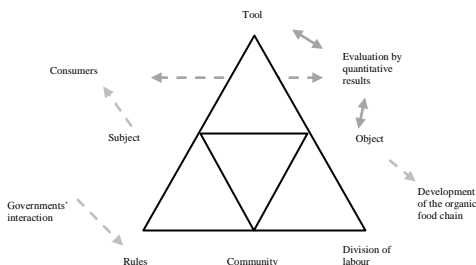 Tool
Evaluation by
quantitative
results
Consumers
Subject
Object
Governments'
interaction
Development
of the organic
food chain
Rules
Community
Division of
labour